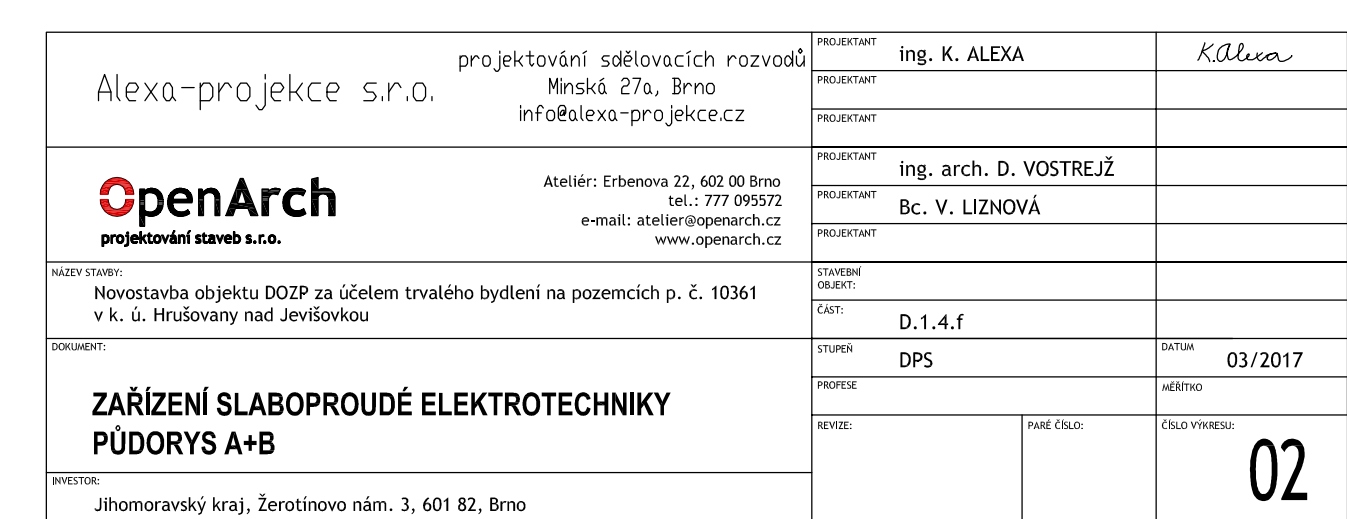 Alexa-projekce s.r.o.
projektování sdělovacích rozvodů
Minská 27a, Brno
info@alexa-projekce.cz
PROJEKTANT
ing. K. ALEXA
K.Alexa
PROJEKTANT
PROJEKTANT
OpenArch
projektování staveb s.r.o.
Ateliér: Erbenova 22, 602 00 Brno
tel.: 777 095572
e-mail: atelier@openarch.cz
www.openarch.cz
PROJEKTANT
ing. arch. D. VOSTREJŽ
PROJEKTANT
Bc. V. LIZNOVÁ
PROJEKTANT
NÁZEV STAVBY:
Novostavba objektu DOZP za účelem trvalého bydlení na pozemcích p. č. 10361
v k. ú. Hrušovany nad Jevišovkou
STAVEBNÍ
OBJEKT:
ČÁST:
D.1.4.f
DOKUMENT:
ZAŘÍZENÍ SLABOPROUDÉ ELEKTROTECHNIKY
PŮDORYS A+B
STUPEŇ
DPS
DATUM
03/2017
PROFESE
MĚŘÍTKO
REVIZE:
PARÉ ČÍSLO:
ČÍSLO VÝKRESU:
02
INVESTOR:
Jihomoravský kraj, Žerotínovo nám. 3, 601 82, Brno